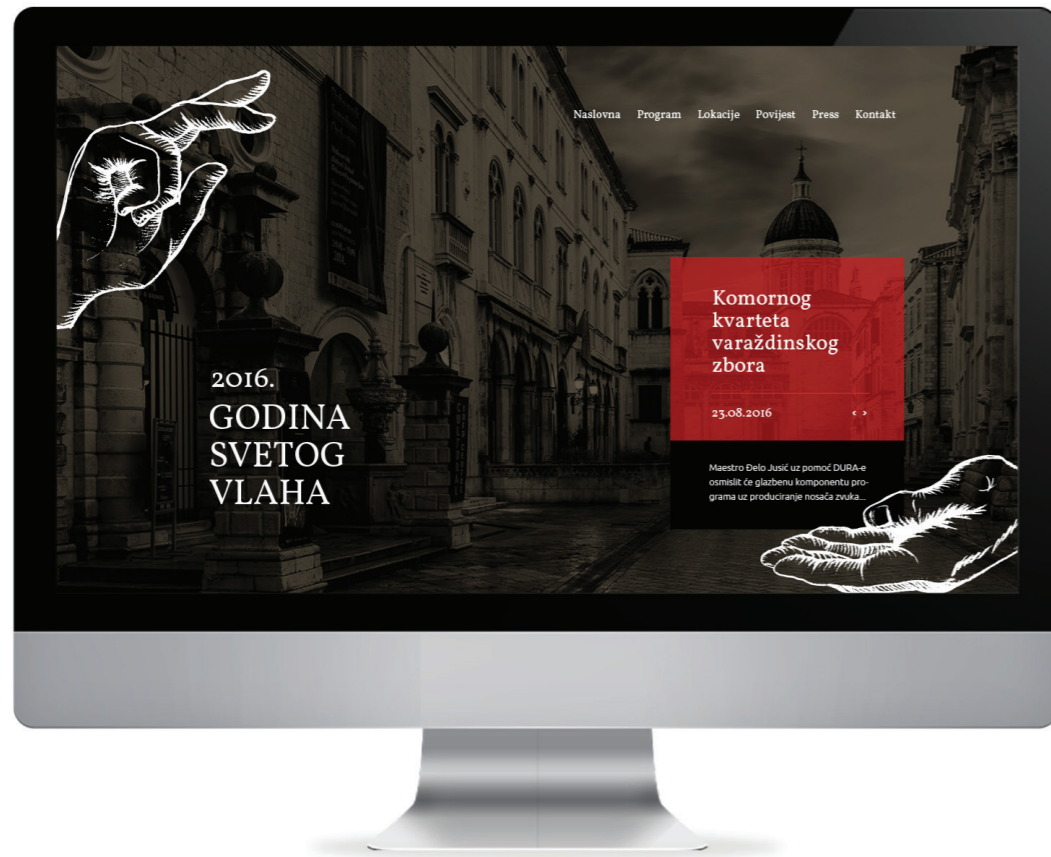 Naslovna Program Lokacije Povijest Press Kontakt
2016.
GODINA
SVETOG
VLAHA
Komornog
kvarteta
varaždinskog
zbora
23.08.2016 < >
Maestro Đelo Jusić uz pomoć DURA-e
osmislit će glazbenu komponentu pro-
grama uz produciranje nosača zvuka...